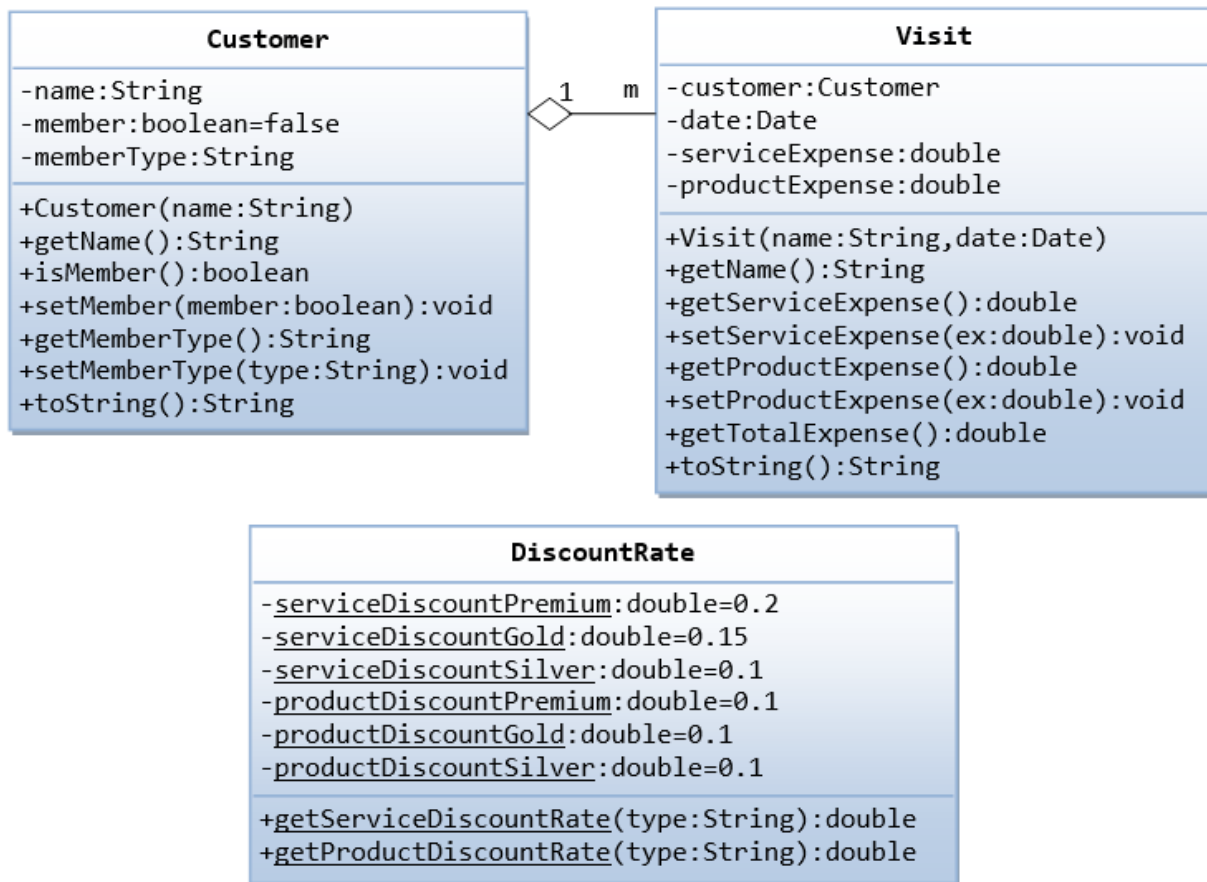 Customer
-name:String
-member:boolean=false
-memberType:String
+Customer(name:String)
+getName():String
+isMember():boolean
+setMember(member:boolean):void
+getMemberType():String
+setMemberType(type:String):void
+toString():String
1 m
Visit
-customer:Customer
-date:Date
-serviceExpense:double
-productExpense:double
+Visit(name:String,date:Date)
+getName():String
+getServiceExpense():double
+setServiceExpense(ex:double):void
+getProductExpense():double
+setProductExpense(ex:double):void
+getTotalExpense():double
+toString():String
DiscountRate
-serviceDiscountPremium:double=0.2
-serviceDiscountGold:double=0.15
-serviceDiscountSilver:double=0.1
-productDiscountPremium:double=0.1
-productDiscountGold:double=0.1
-productDiscountSilver:double=0.1
+getServiceDiscountRate(type:String):double
+getProductDiscountRate(type:String):double